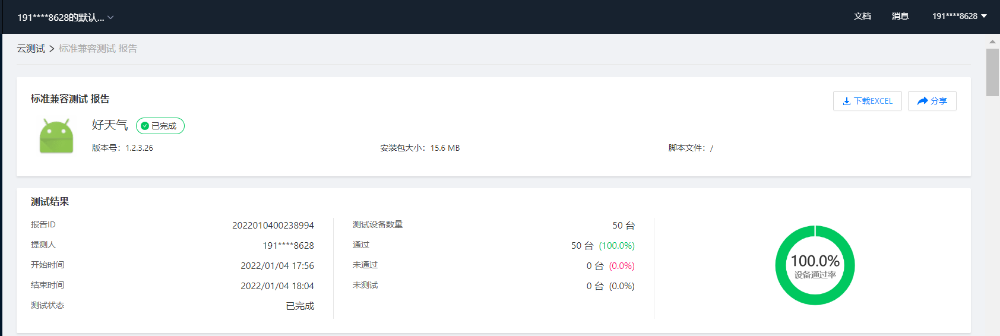 191****8628的默认...
文档 消息 191****8628
云测试 > 标准兼容测试 报告
标准兼容测试 报告
下载EXCEL 分享
好天气 已完成
版本号：1.2.3.26 安装包大小：15.6 MB 脚本文件：/
测试结果
报告ID 2022010400238994
提测人 191****8628
开始时间 2022/01/04 17:56
结束时间 2022/01/04 18:04
测试状态 已完成
测试设备数量 50 台
通过 50 台 (100.0%)
未通过 0 台 (0.0%)
未测试 0 台 (0.0%)
100.0%
设备通过率